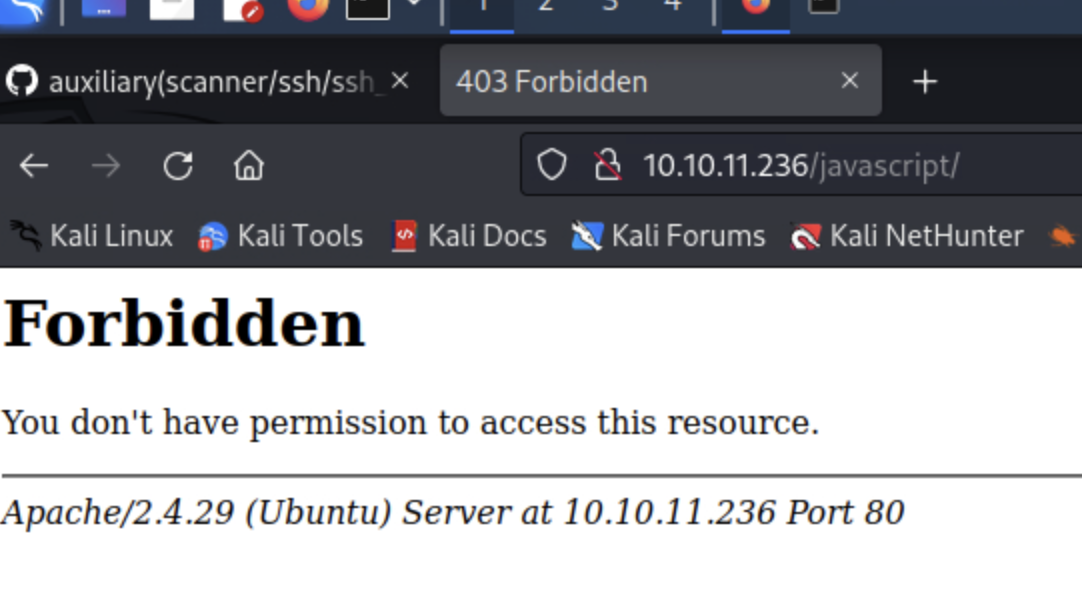 1 2 3 4
auxiliary(scanner/ssh/ssh_
403 Forbidden
10.10.11.236/javascript/
Kali Linux Kali Tools Kali Docs Kali Forums Kali NetHunter
Forbidden
You don't have permission to access this resource.
Apache/2.4.29 (Ubuntu) Server at 10.10.11.236 Port 80